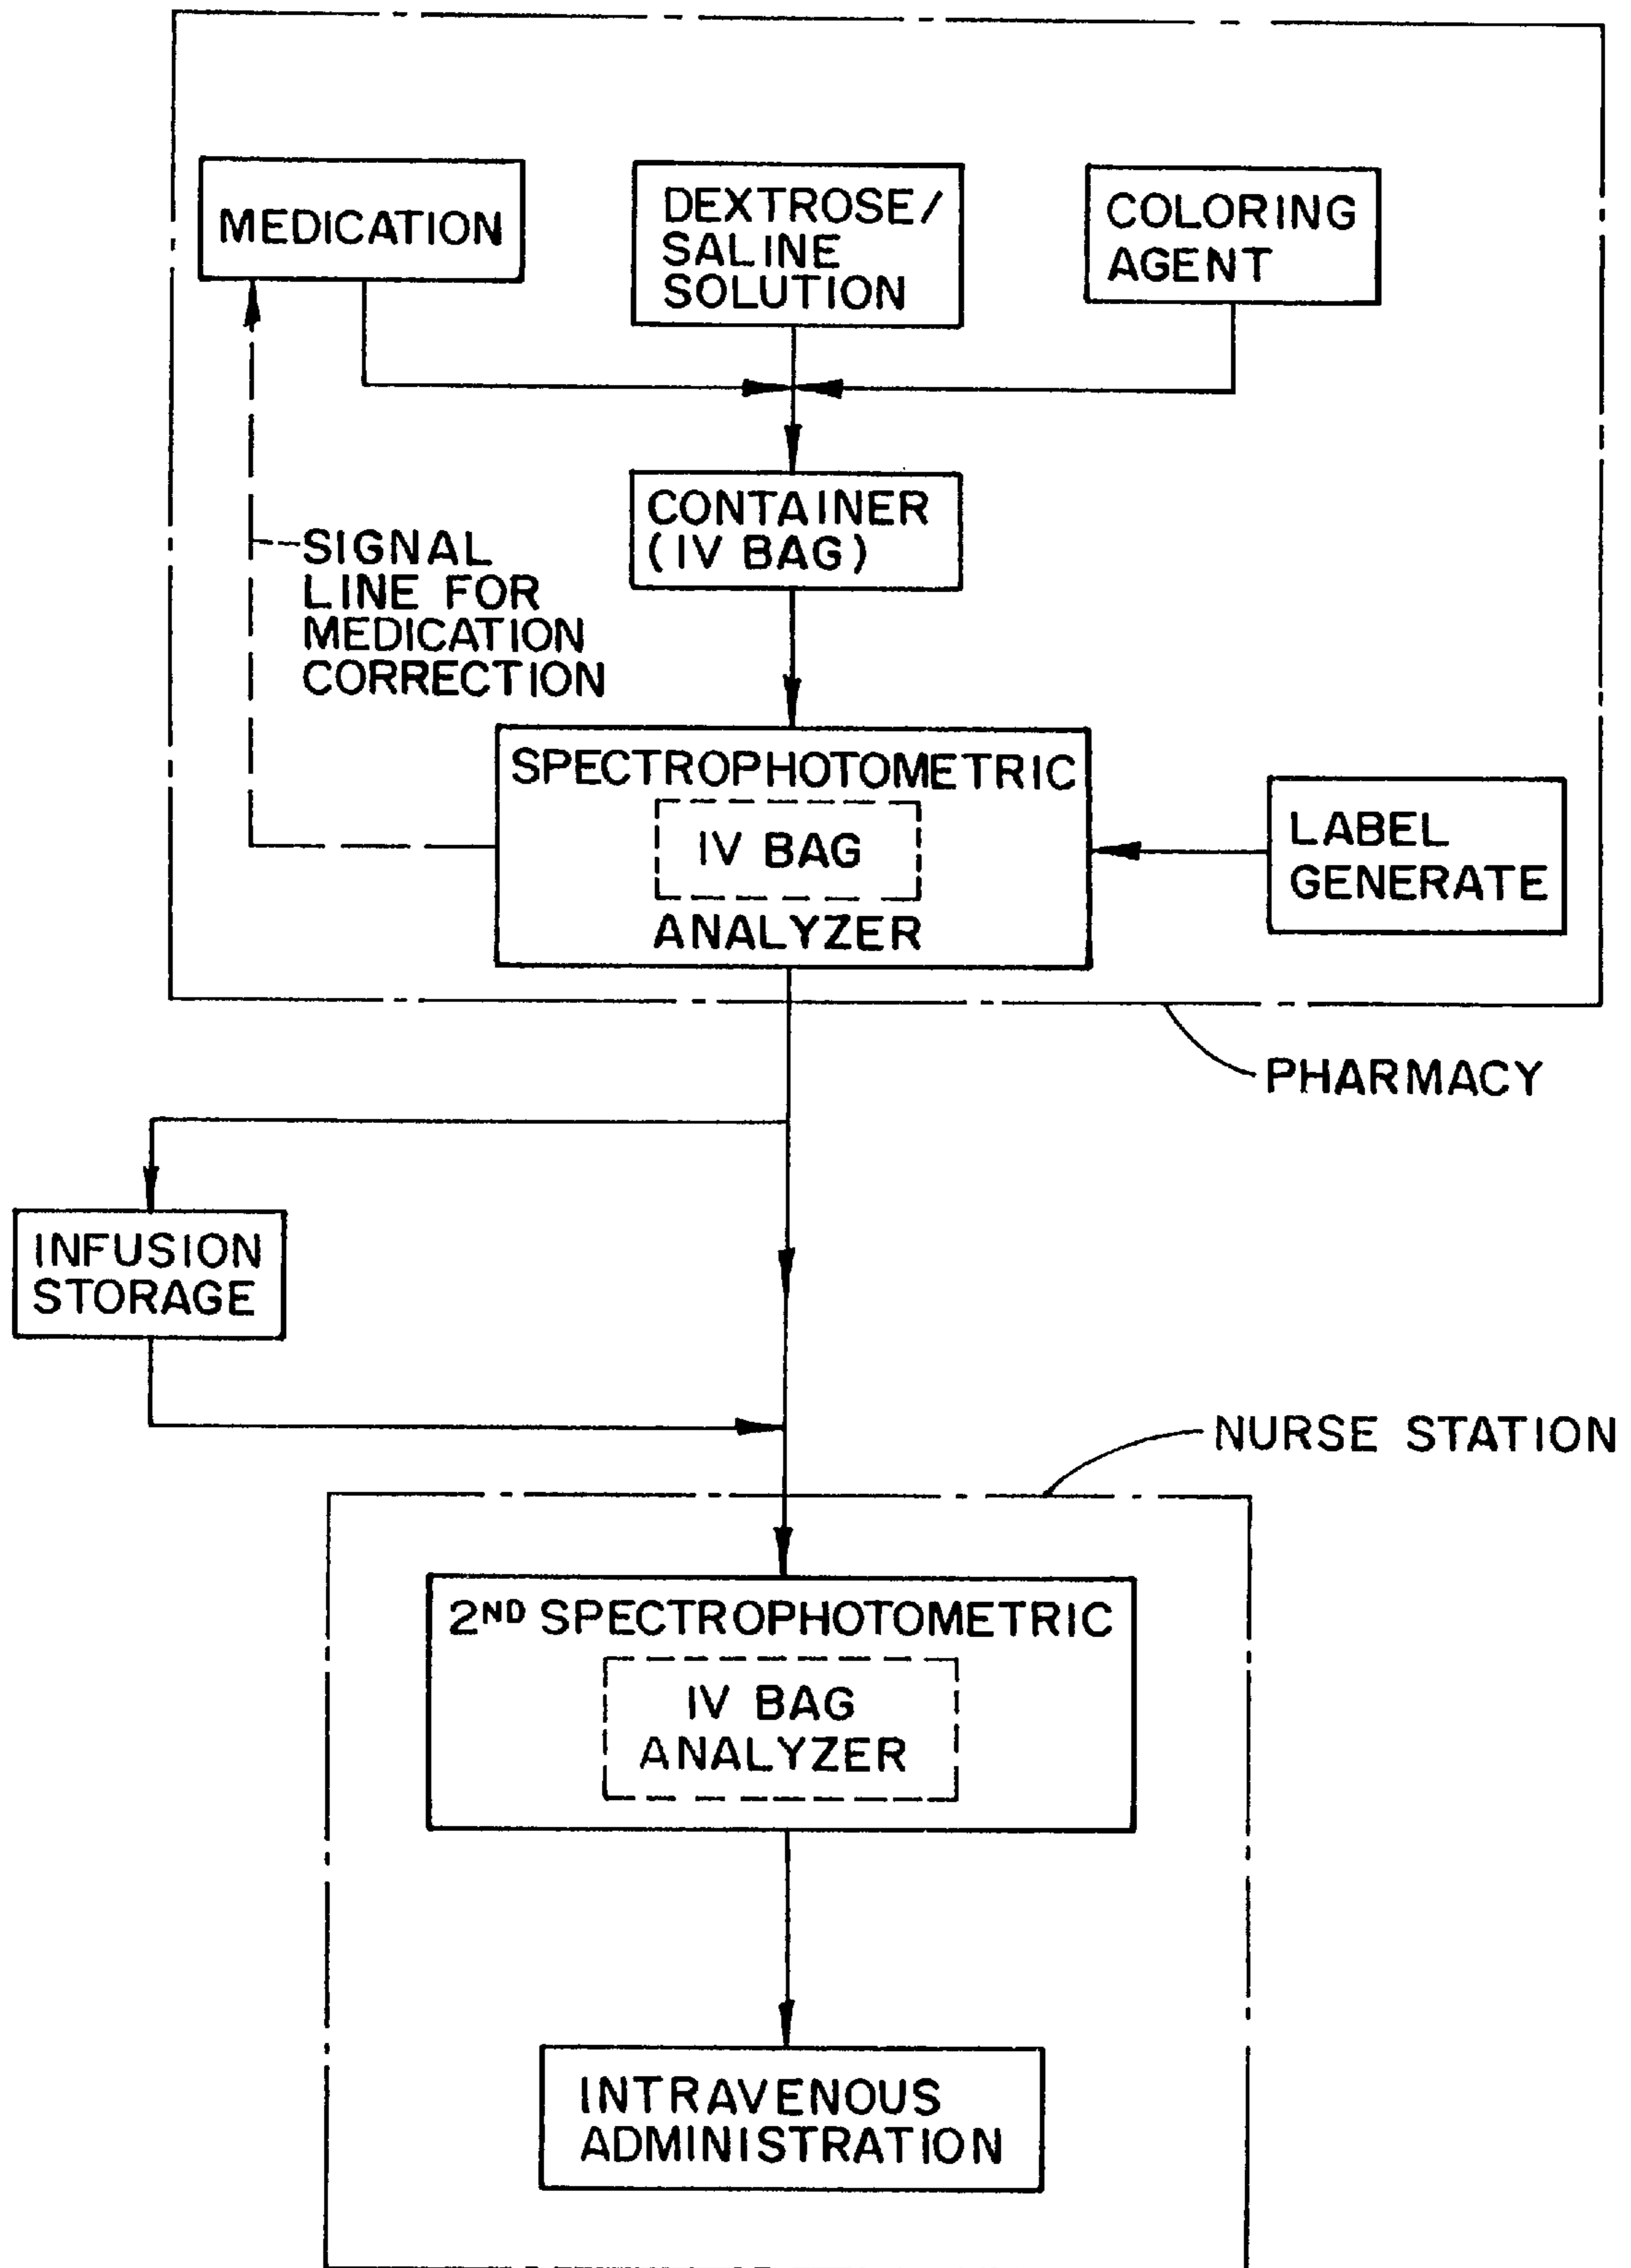 MEDICATION
DEXTROSE/
SALINE
SOLUTION
COLORING
AGENT
CONTAINER
(IV BAG)
SIGNAL
LINE FOR
MEDICATION
CORRECTION
SPECTROPHOTOMETRIC
IV BAG
ANALYZER
LABEL
GENERATE
PHARMACY
INFUSION
STORAGE
NURSE STATION
2ND SPECTROPHOTOMETRIC
IV BAG
ANALYZER
INTRAVENOUS
ADMINISTRATION